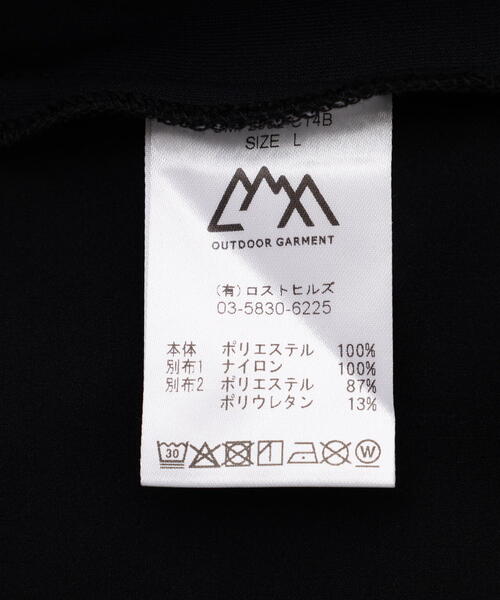 C14B
SIZE L
OUTDOOR GARMENT
(有)ロストヒルズ
03-5830-6225
本体 ポリエステル 100%
別布1 ナイロン 100%
別布2 ポリエステル 87%
ポリウレタン 13%
30 W